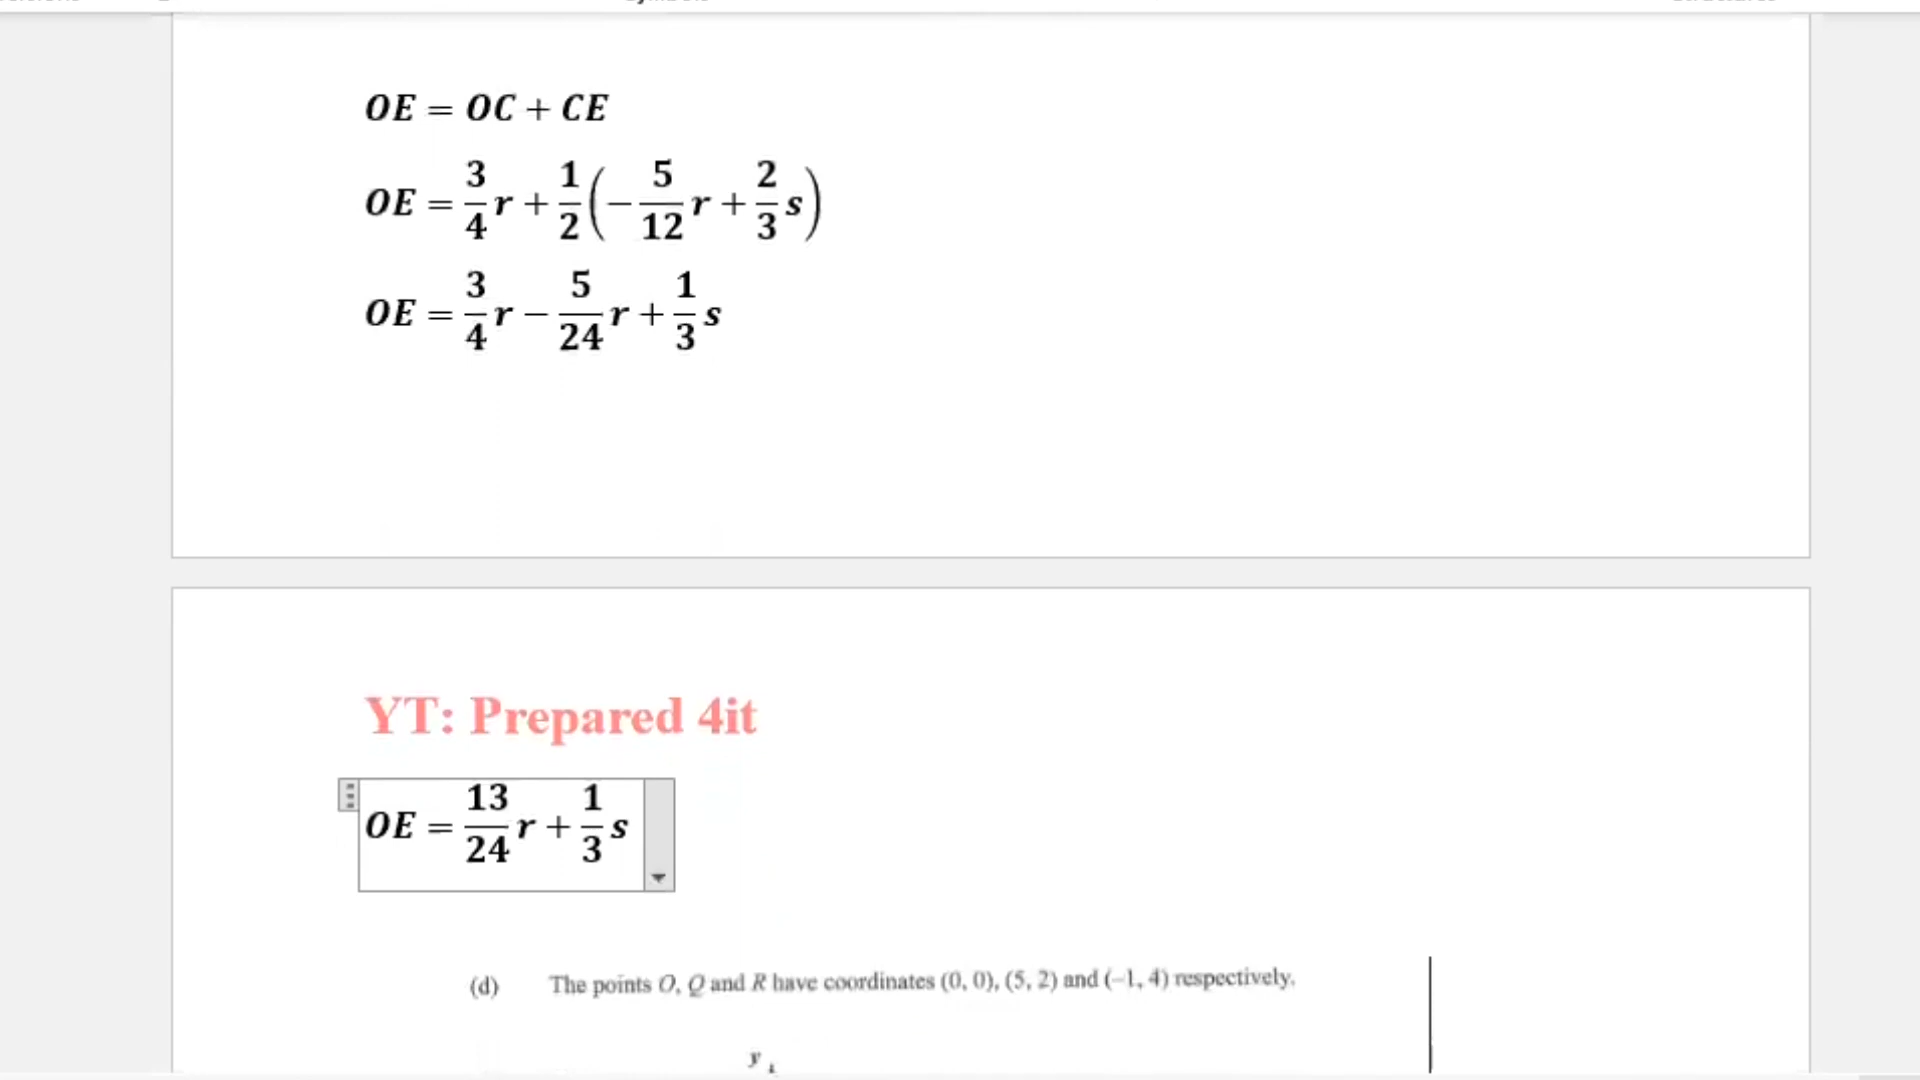 OE = OC + CE
OE = 3/4 r + 1/2 (− 5/12 r + 2/3 s)
OE = 3/4 r − 5/24 r + 1/3 s
YT: Prepared 4it
OE = 13/24 r + 1/3 s
(d) The points O, Q and R have coordinates (0, 0), (5, 2) and (−1, 4) respectively.
y